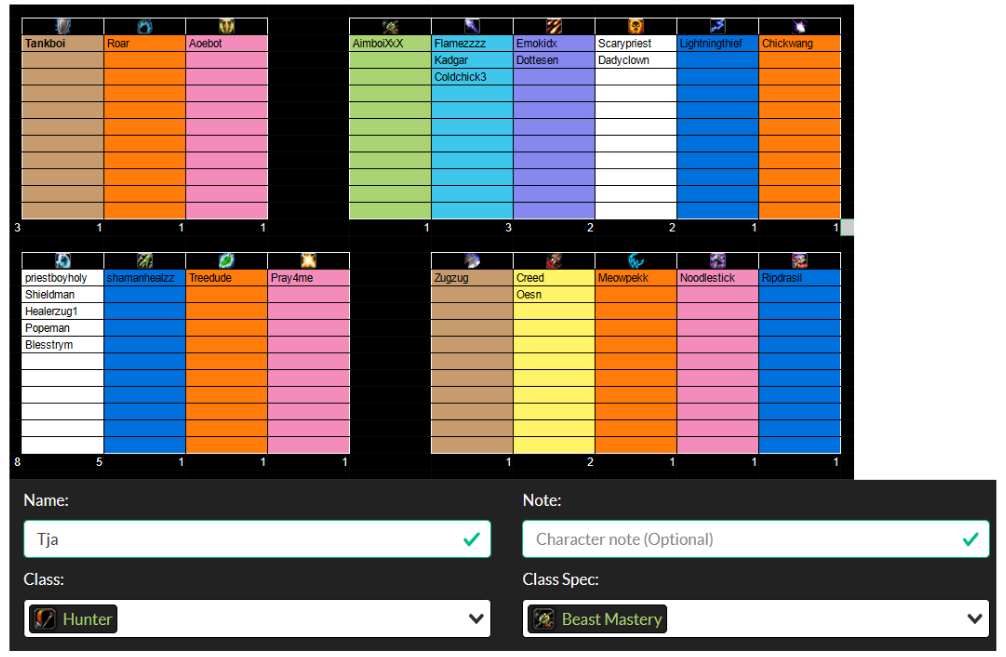 Tankboi Roar Aoebot AimboiXxX Flamezzzz Emokidx Scarypriest Lightningthief Chickwang
Kadgar Dottesen Dadyclown
Coldchick3
3 1 1 1 1 3 2 2 1 1
priestboyholy shamanhealzz Treedude Pray4me Zugzug Creed Meowpekk Noodlestick Ripdrasil
Shieldman Oesn
Healerzug1
Popeman
Blesstrym
8 5 1 1 1 1 2 1 1 1
Name: Note:
Tja Character note (Optional)
Class: Class Spec:
Hunter Beast Mastery